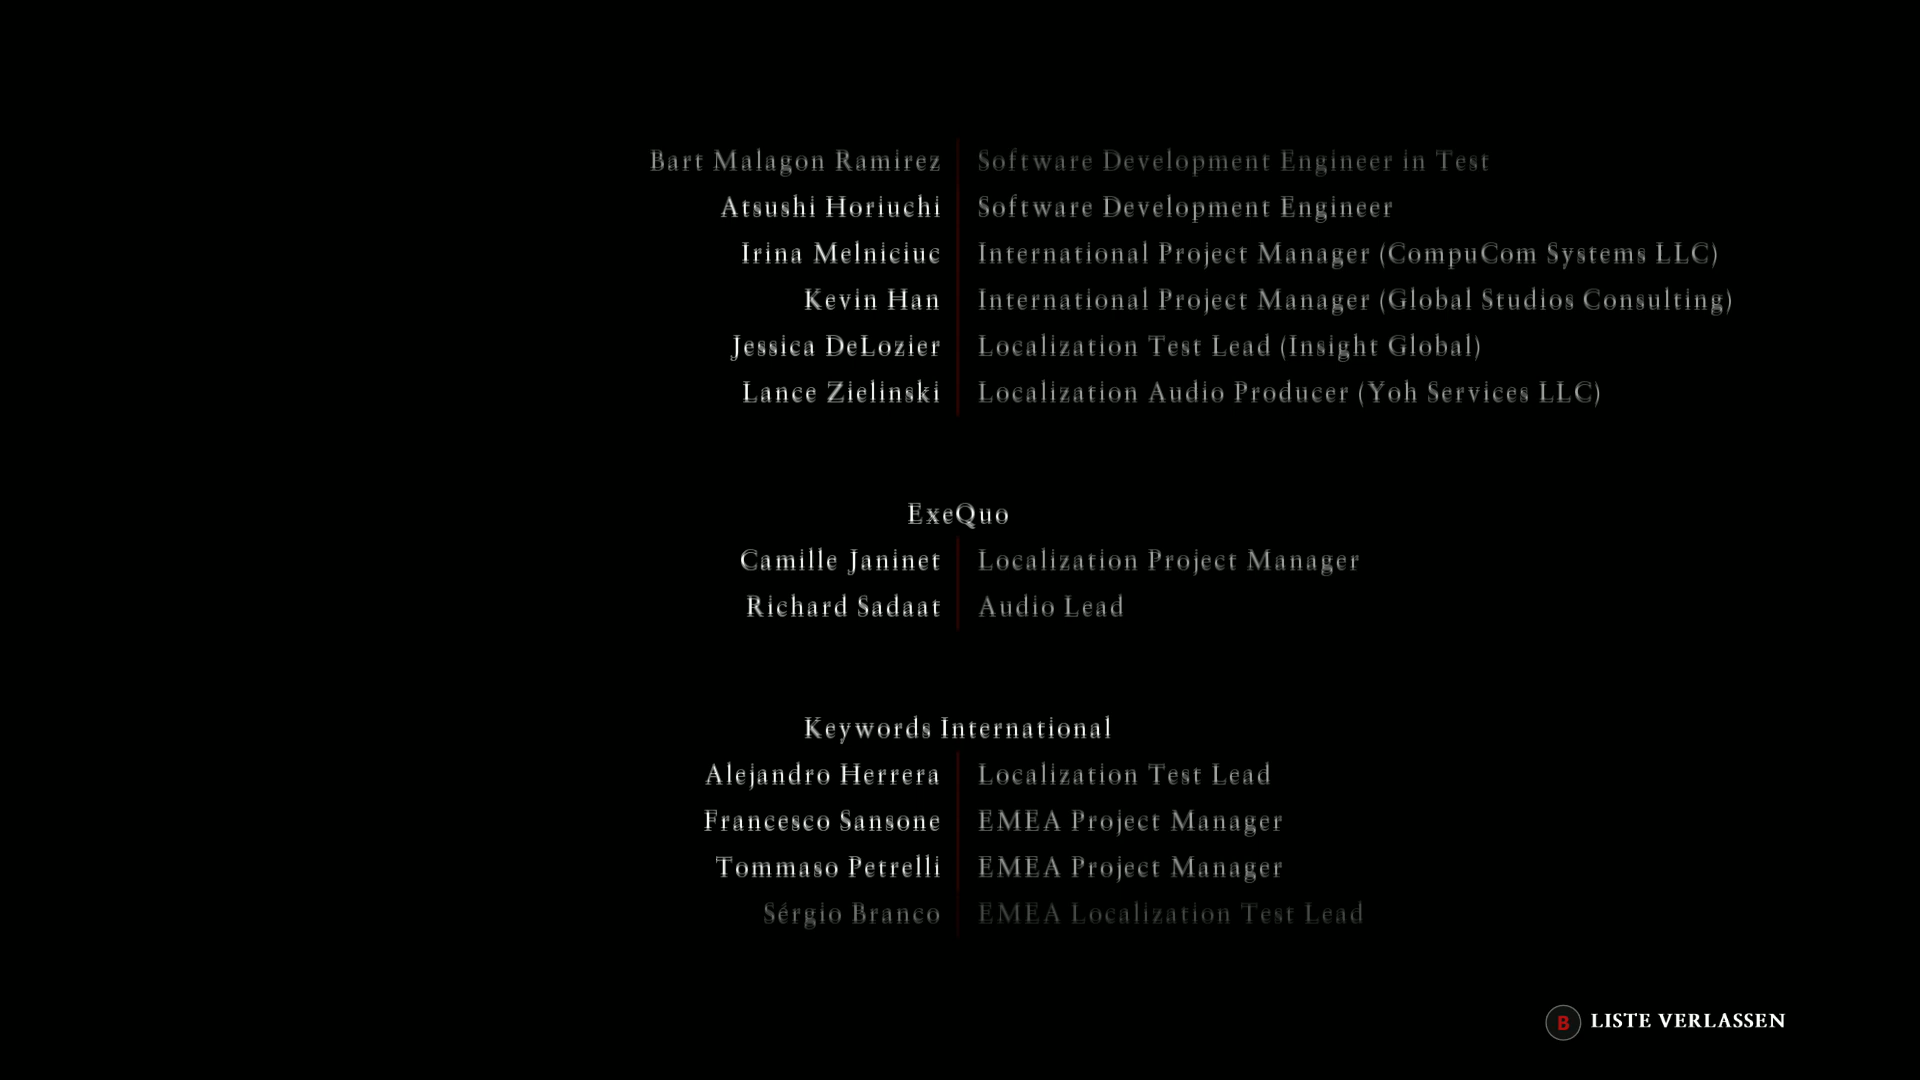 Bart Malagon Ramirez Software Development Engineer in Test
Atsushi Horiuchi Software Development Engineer
Irina Melniciuc International Project Manager (CompuCom Systems LLC)
Kevin Han International Project Manager (Global Studios Consulting)
Jessica DeLozier Localization Test Lead (Insight Global)
Lance Zielinski Localization Audio Producer (Yoh Services LLC)
ExeQuo
Camille Janinet Localization Project Manager
Richard Sadaat Audio Lead
Keywords International
Alejandro Herrera Localization Test Lead
Francesco Sansone EMEA Project Manager
Tommaso Petrelli EMEA Project Manager
Sérgio Branco EMEA Localization Test Lead
B LISTE VERLASSEN